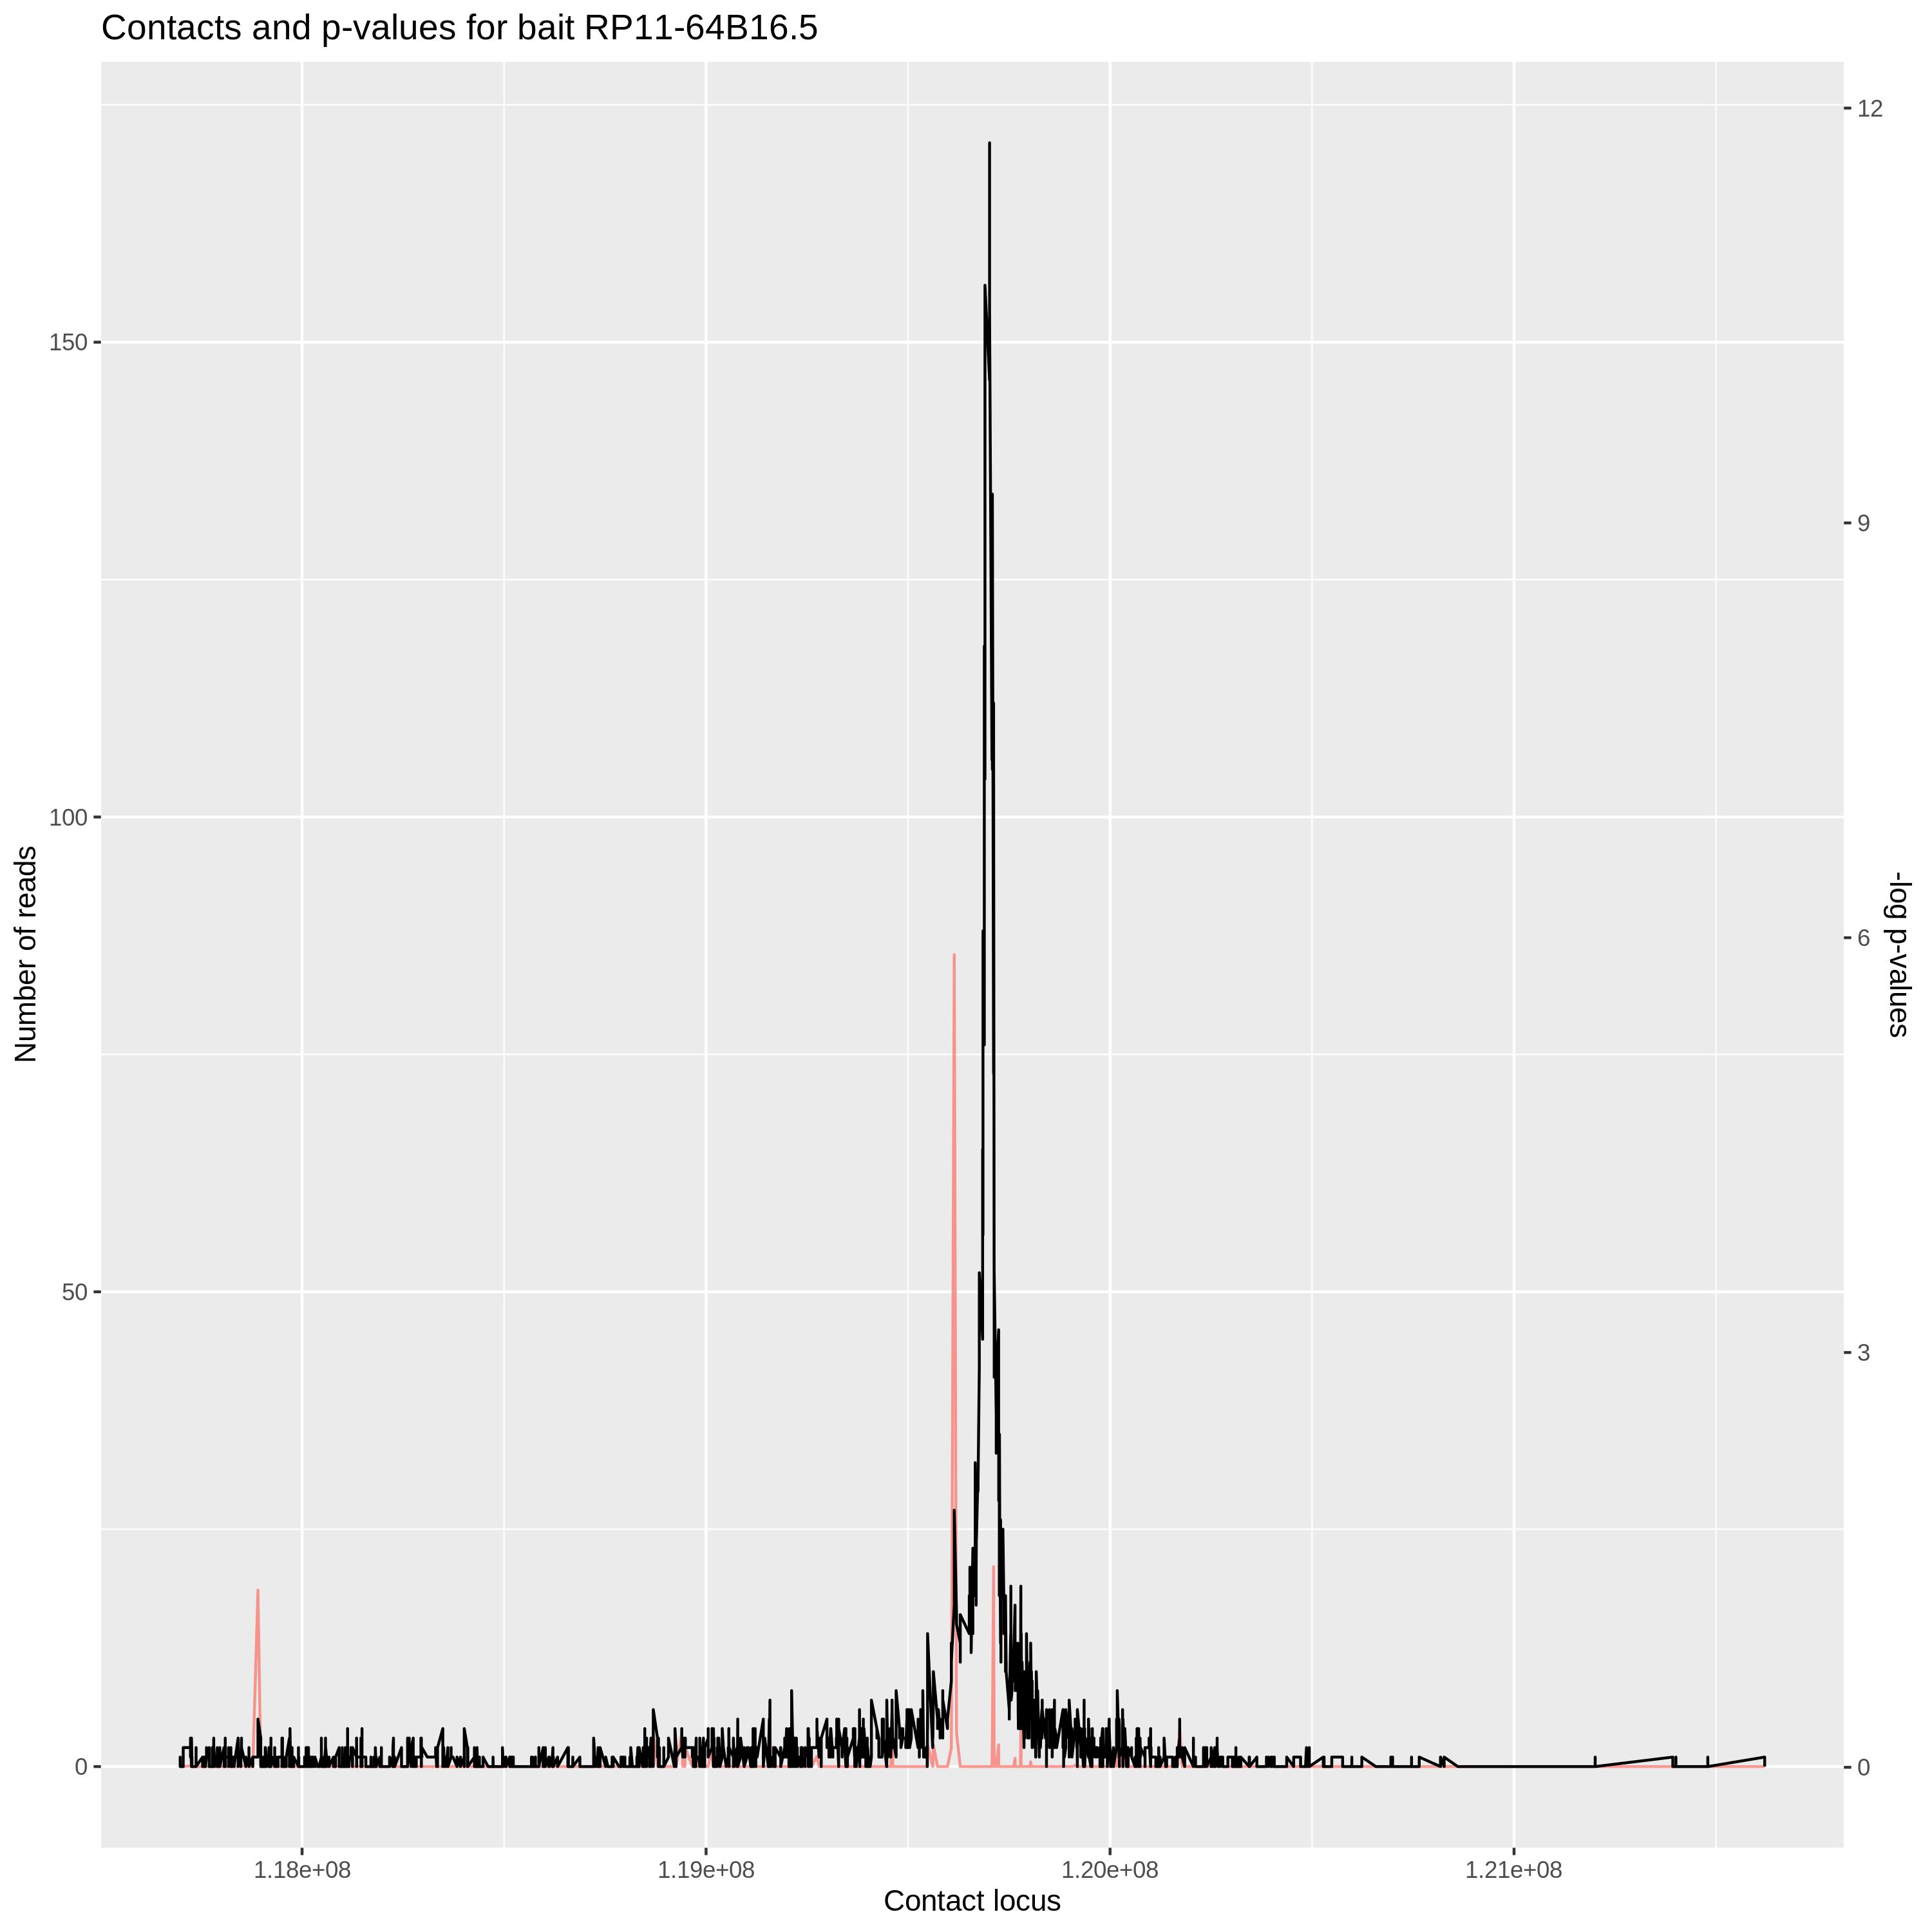 Contacts and p-values for bait RP11-64B16.5
12
150
9
100
6
Number of reads
-log p-values
50
3
0
0
1.18e+08
1.19e+08
1.20e+08
1.21e+08
Contact locus